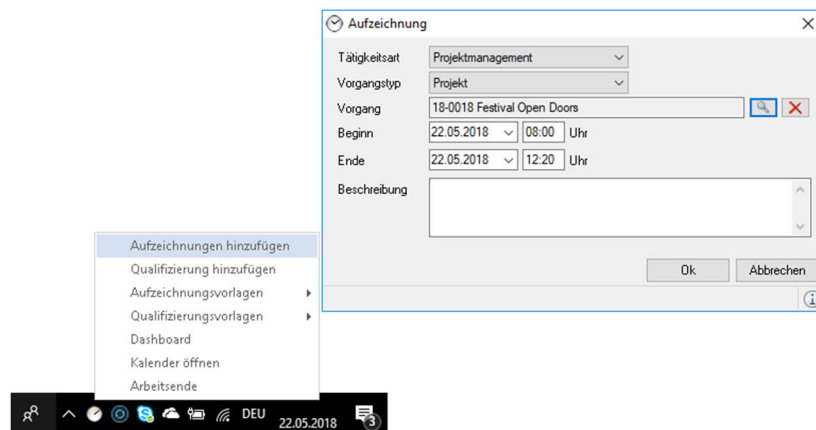 Aufzeichnung
Tätigkeitsart Projektmanagement
Vorgangstyp Projekt
Vorgang 18-0018 Festival Open Doors
Beginn 22.05.2018 08:00 Uhr
Ende 22.05.2018 12:20 Uhr
Beschreibung
Ok Abbrechen
Aufzeichnungen hinzufügen
Qualifizierung hinzufügen
Aufzeichnungsvorlagen
Qualifizierungsvorlagen
Dashboard
Kalender öffnen
Arbeitsende
DEU 22.05.2018 3